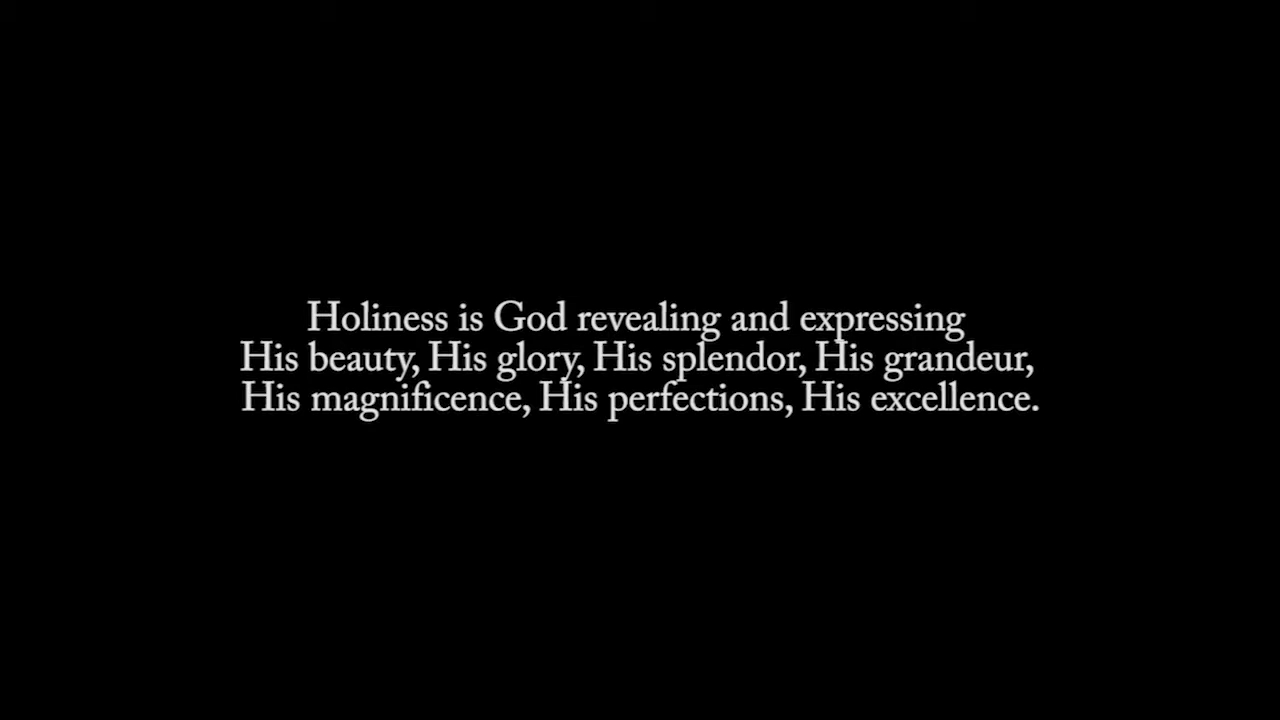 Holiness is God revealing and expressing
His beauty, His glory, His splendor, His grandeur,
His magnificence, His perfections, His excellence.